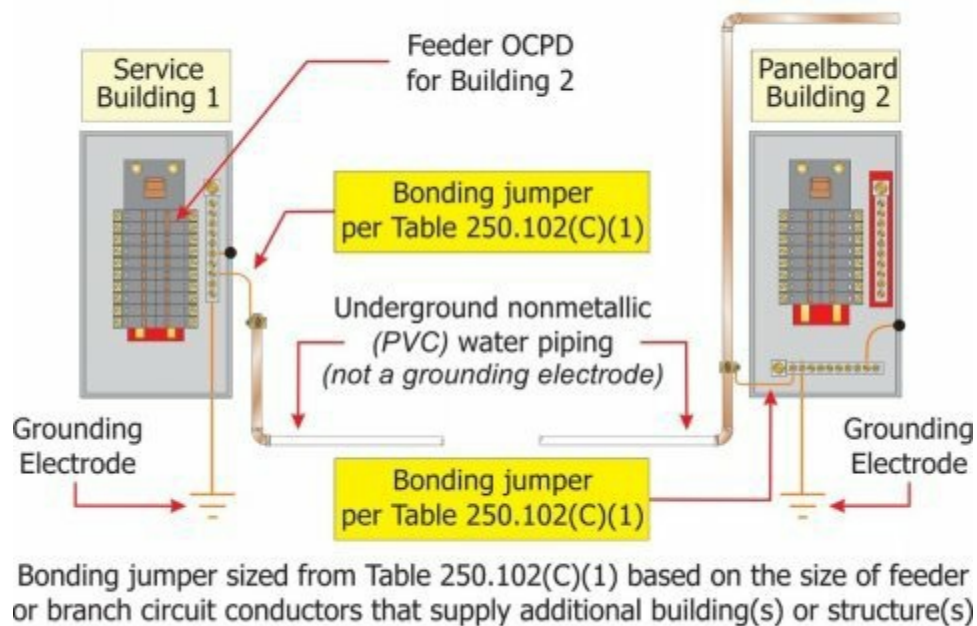 Service
Building 1
Feeder OCPD
for Building 2
Panelboard
Building 2
Bonding jumper
per Table 250.102(C)(1)
Underground nonmetallic
(PVC) water piping
(not a grounding electrode)
Grounding
Electrode
Grounding
Electrode
Bonding jumper
per Table 250.102(C)(1)
Bonding jumper sized from Table 250.102(C)(1) based on the size of feeder
or branch circuit conductors that supply additional building(s) or structure(s)